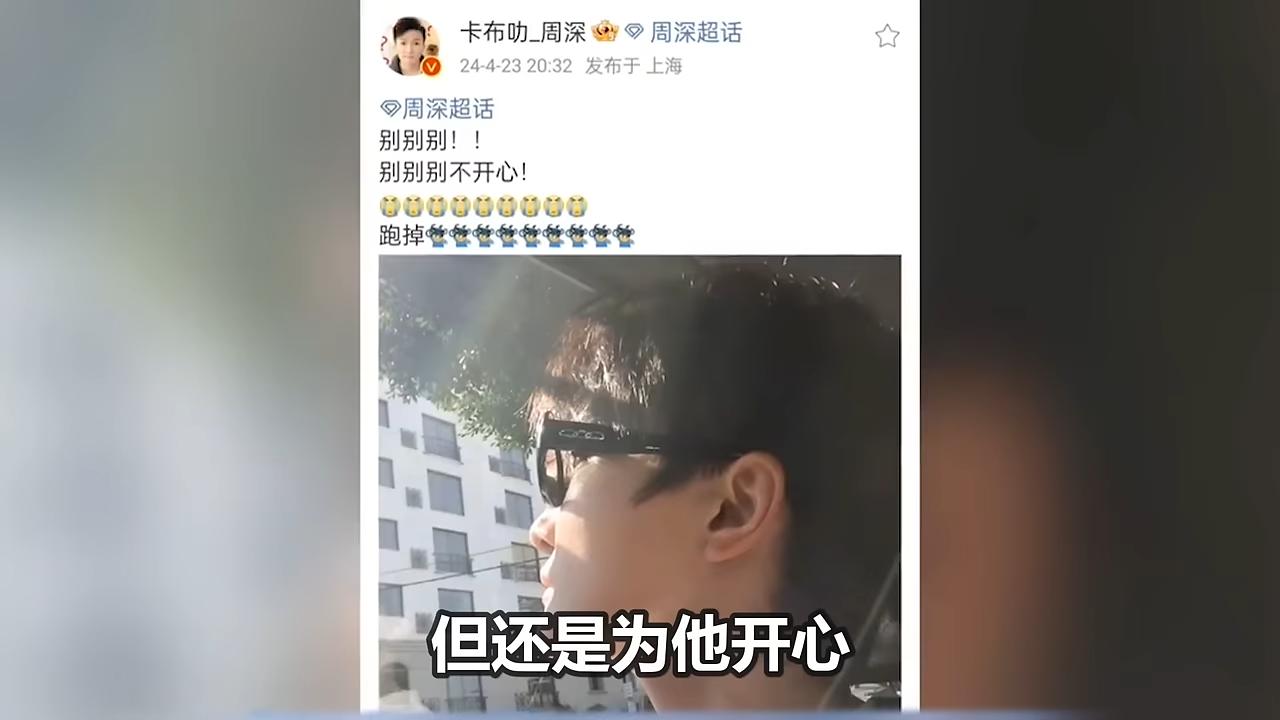 卡布叻_周深 周深超话
24-4-23 20:32 发布于 上海
周深超话
别别别！！
别别别不开心！
跑掉
但还是为他开心